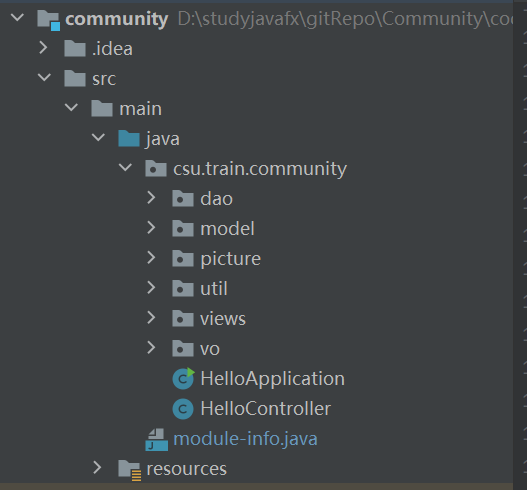 community D:\studyjavafx\gitRepo\Community\coo
.idea
src
main
java
csu.train.community
dao
model
picture
util
views
vo
HelloApplication
HelloController
module-info.java
resources